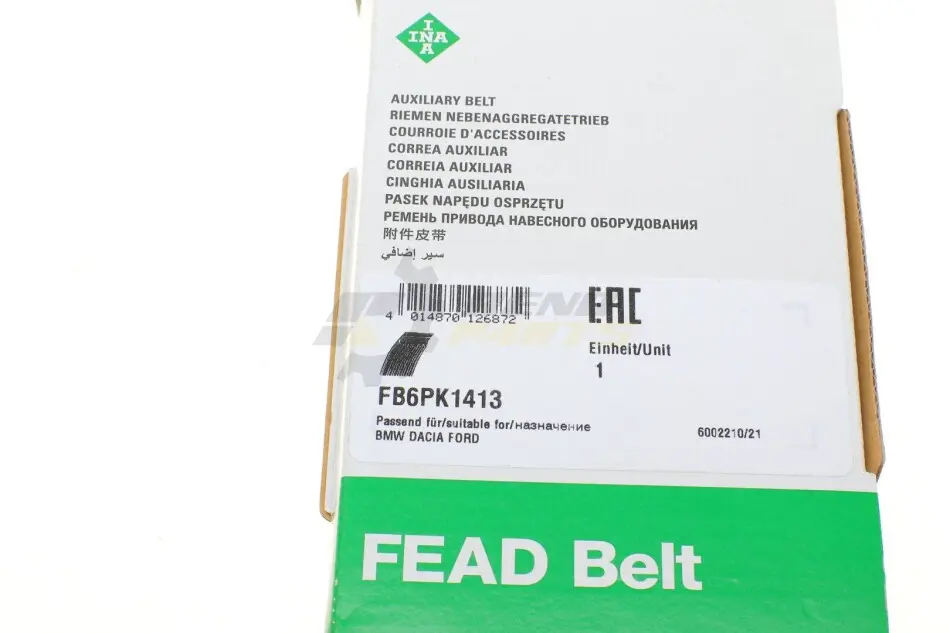 INA
INA
AUXILIARY BELT
RIEMEN NEBENAGGREGATETRIEB
COURROIE D'ACCESSOIRES
CORREA AUXILIAR
CORREIA AUXILIAR
CINGHIA AUSILIARIA
PASEK NAPĘDU OSPRZĘTU
РЕМЕНЬ ПРИВОДА НАВЕСНОГО ОБОРУДОВАНИЯ
附件皮带
سير إضافي
4 014870 126872
EAC
Einheit/Unit
1
FB6PK1413
Passend für/suitable for/назначение
BMW DACIA FORD
6002210/21
FEAD Belt